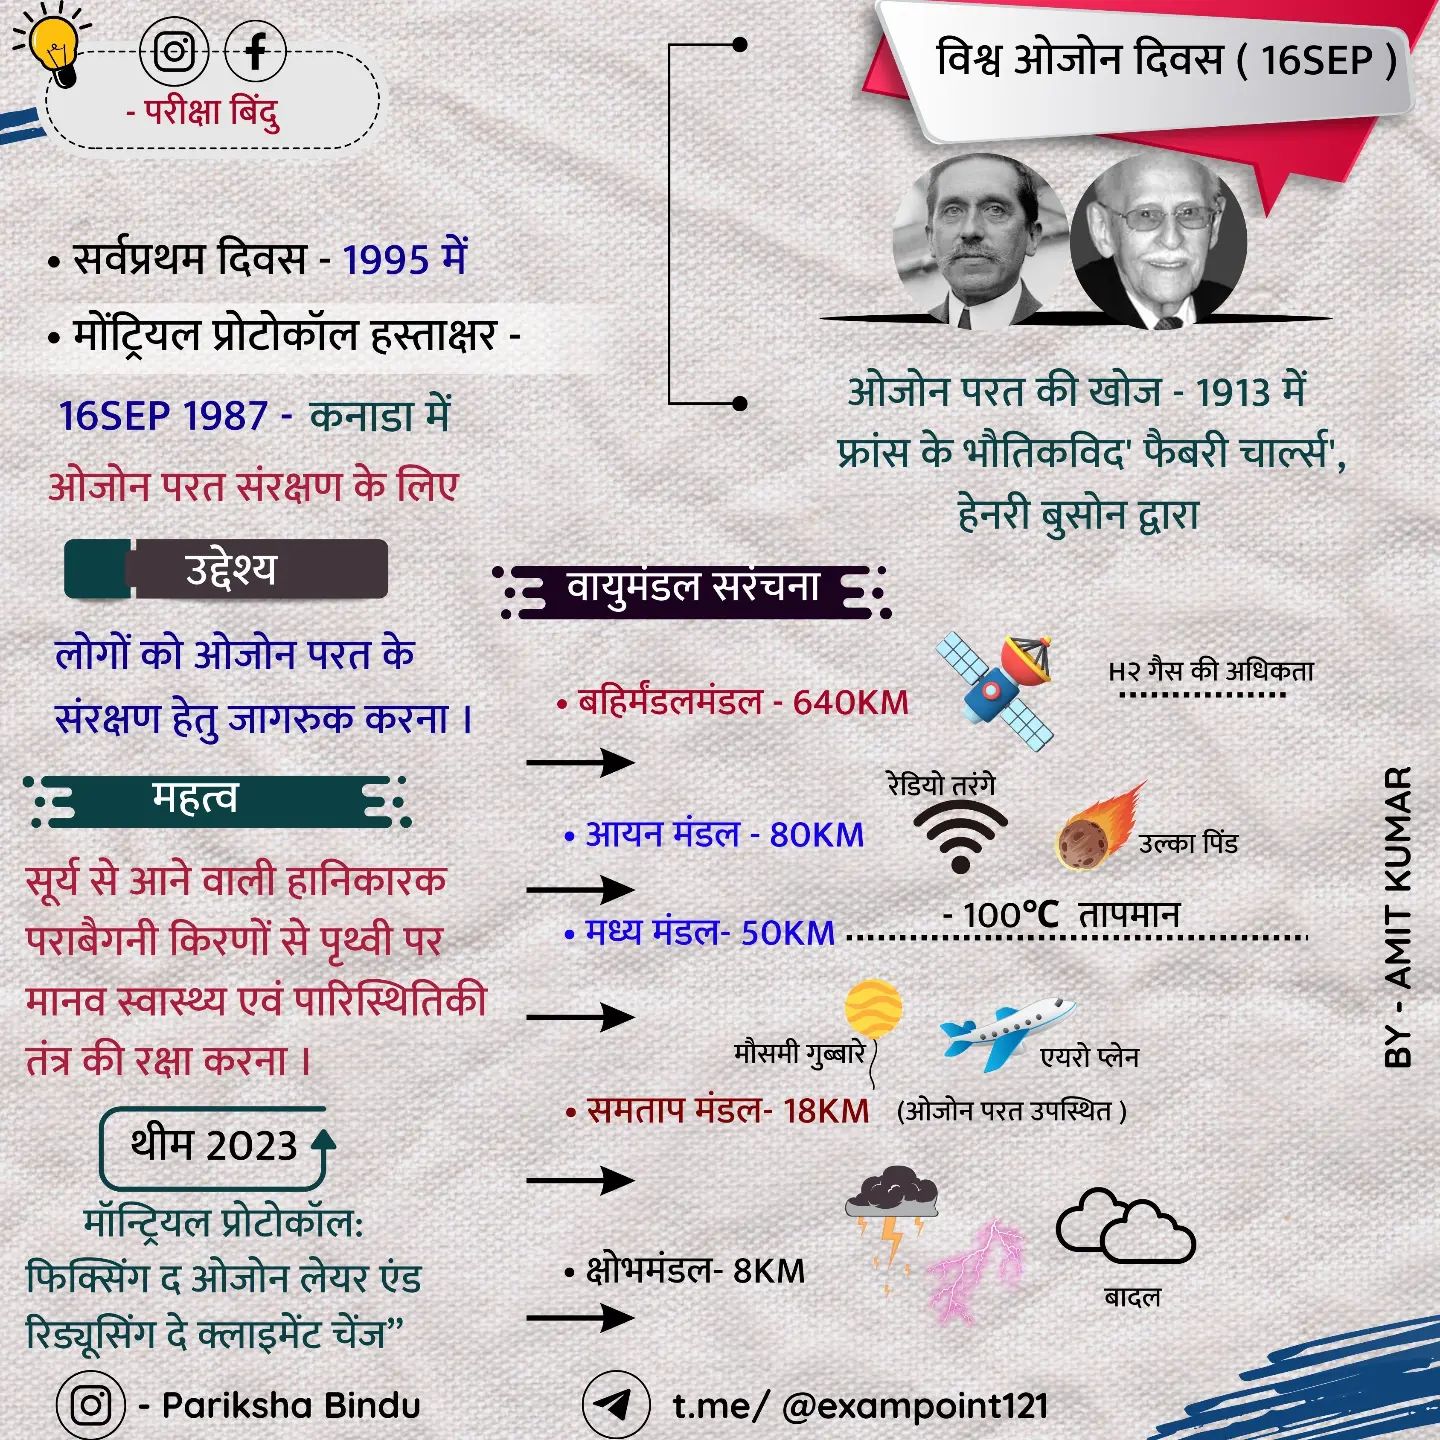 - परीक्षा बिंदु
विश्व ओजोन दिवस ( 16SEP )
• सर्वप्रथम दिवस - 1995 में
• मोंट्रियल प्रोटोकॉल हस्ताक्षर -
16SEP 1987 - कनाडा में
ओजोन परत संरक्षण के लिए
ओजोन परत की खोज - 1913 में
फ्रांस के भौतिकविद' फैबरी चार्ल्स',
हेनरी बुसोन द्वारा
उद्देश्य
लोगों को ओजोन परत के
संरक्षण हेतु जागरुक करना ।
महत्व
सूर्य से आने वाली हानिकारक
पराबैगनी किरणों से पृथ्वी पर
मानव स्वास्थ्य एवं पारिस्थितिकी
तंत्र की रक्षा करना ।
थीम 2023
मॉन्ट्रियल प्रोटोकॉल:
फिक्सिंग द ओजोन लेयर एंड
रिड्यूसिंग दे क्लाइमेंट चेंज”
वायुमंडल सरंचना
• बहिर्मंडलमंडल - 640KM
H२ गैस की अधिकता
रेडियो तरंगे
• आयन मंडल - 80KM
उल्का पिंड
- 100°C तापमान
• मध्य मंडल- 50KM
मौसमी गुब्बारे
एयरो प्लेन
• समताप मंडल- 18KM (ओजोन परत उपस्थित )
• क्षोभमंडल- 8KM
बादल
BY - AMIT KUMAR
- Pariksha Bindu
t.me/ @exampoint121